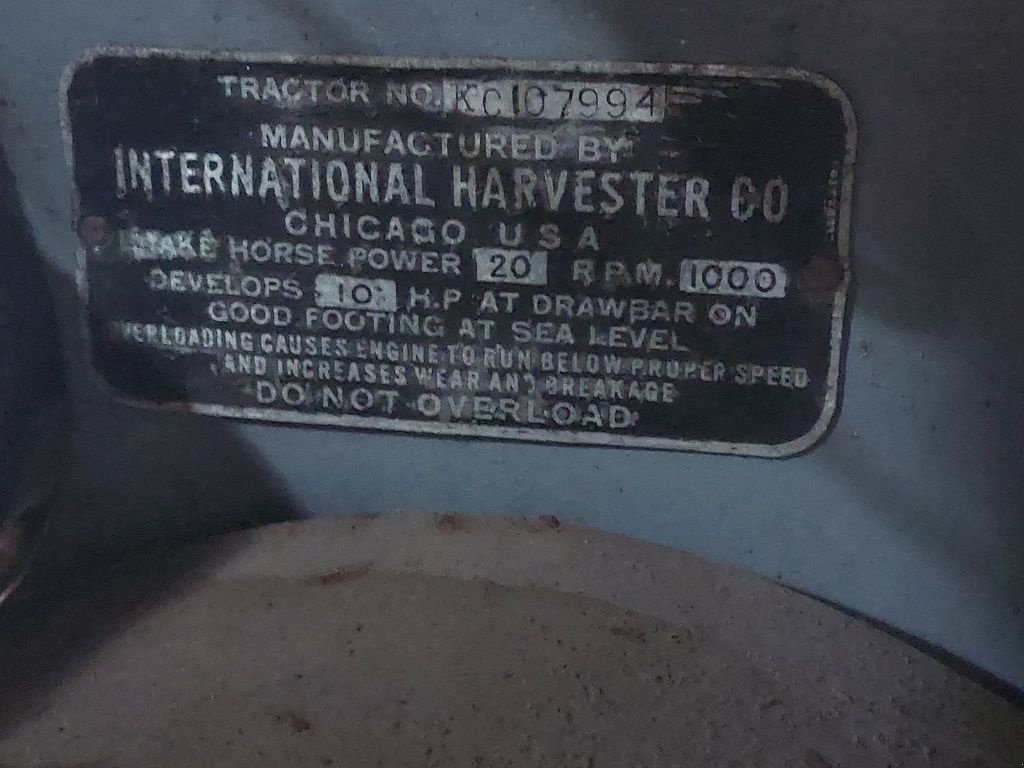 TRACTOR NO. KC107994
MANUFACTURED BY
INTERNATIONAL HARVESTER CO
CHICAGO U S A
HORSE POWER 20 R.P.M. 1000
DEVELOPS 10 H.P. AT DRAWBAR ON
GOOD FOOTING AT SEA LEVEL
OVERLOADING CAUSES ENGINE TO RUN BELOW PROPER SPEED
AND INCREASES WEAR AND BREAKAGE
DO NOT OVERLOAD